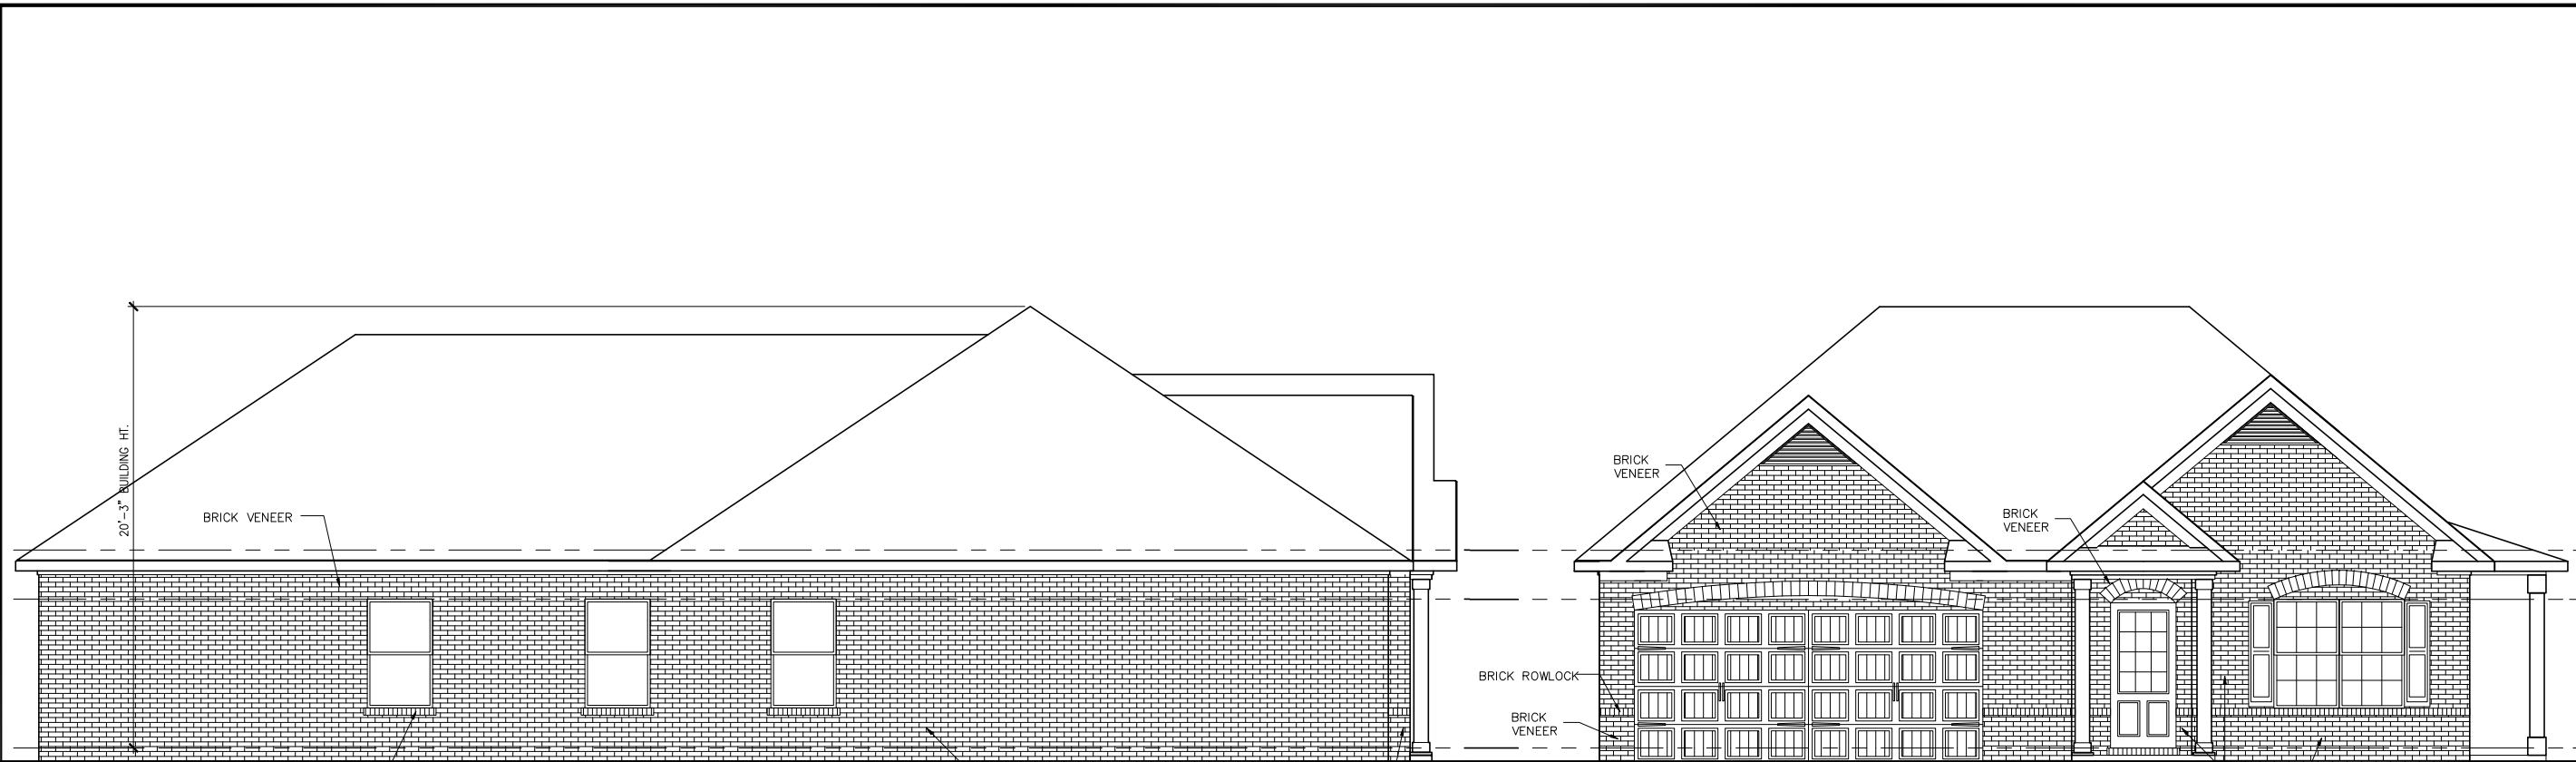 20'-3" BUILDING HT.
BRICK VENEER
BRICK
VENEER
BRICK
VENEER
BRICK ROWLOCK
BRICK
VENEER